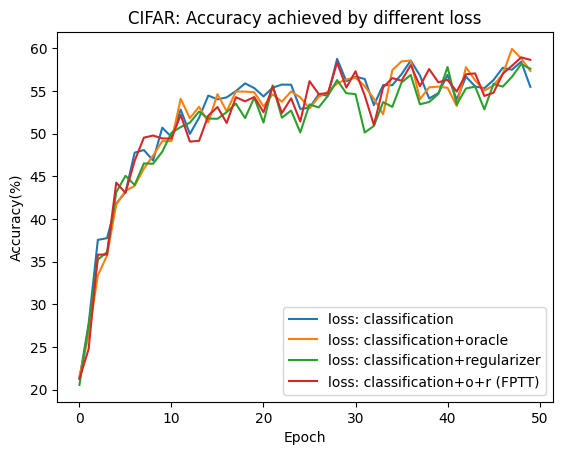 CIFAR: Accuracy achieved by different loss
60
55
50
45
40
35
30
25
20
Accuracy(%)
loss: classification
loss: classification+oracle
loss: classification+regularizer
loss: classification+o+r (FPTT)
0 10 20 30 40 50
Epoch